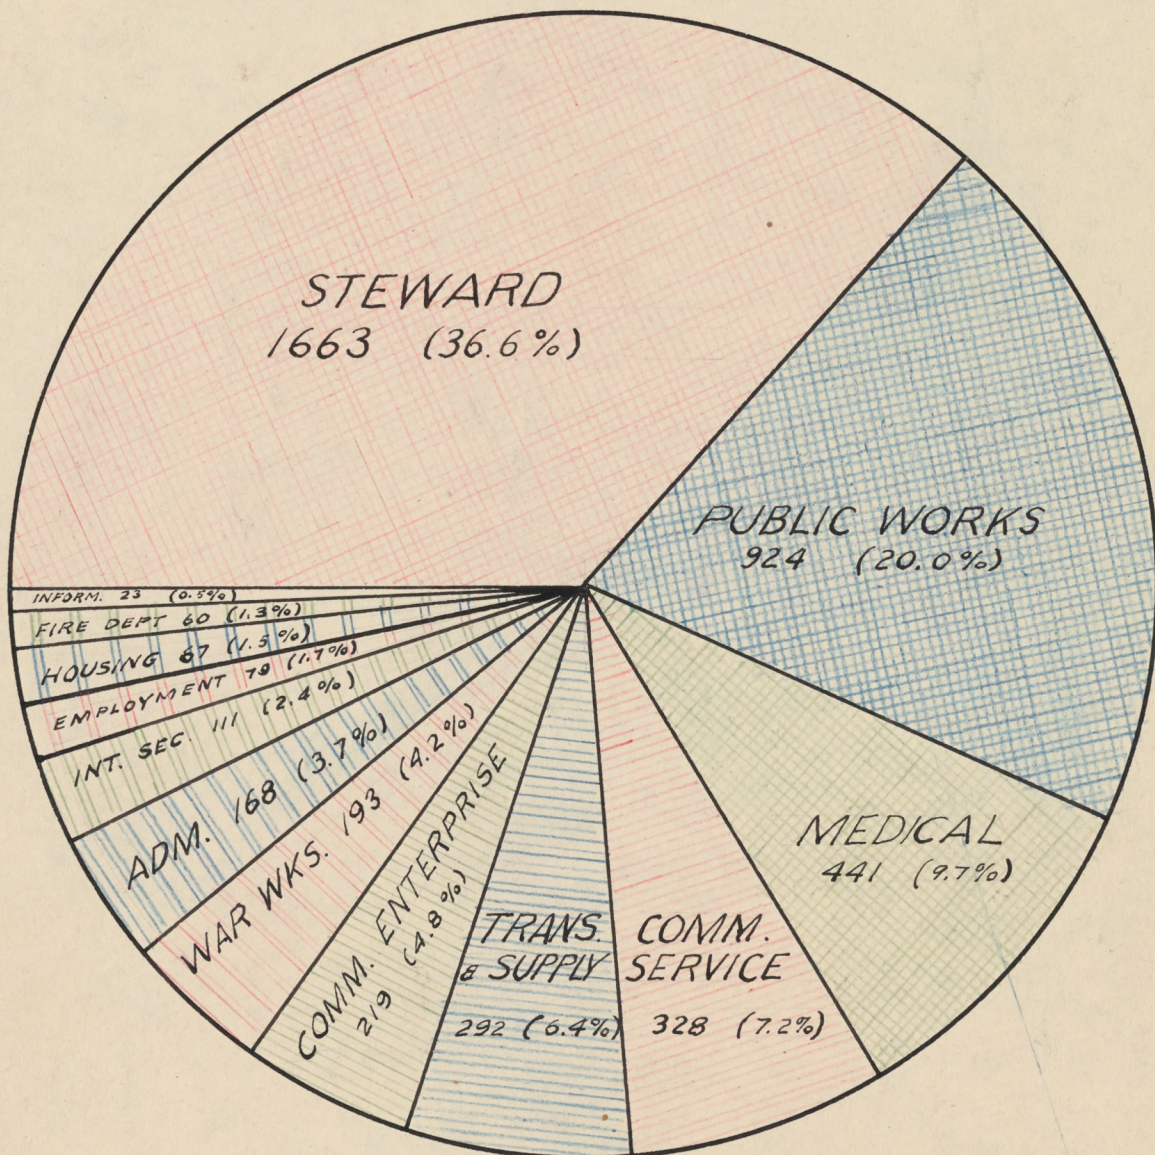 STEWARD
1663 (36.6%)
PUBLIC WORKS
924 (20.0%)
MEDICAL
441 (9.7%)
COMM.
SERVICE
328 (7.2%)
TRANS.
& SUPPLY
292 (6.4%)
COMM. ENTERPRISE
219 (4.8%)
WAR WKS. 193 (4.2%)
ADM. 168 (3.7%)
INT. SEC. 111 (2.4%)
EMPLOYMENT 79 (1.7%)
HOUSING 67 (1.5%)
FIRE DEPT 60 (1.3%)
INFORM. 23 (0.5%)